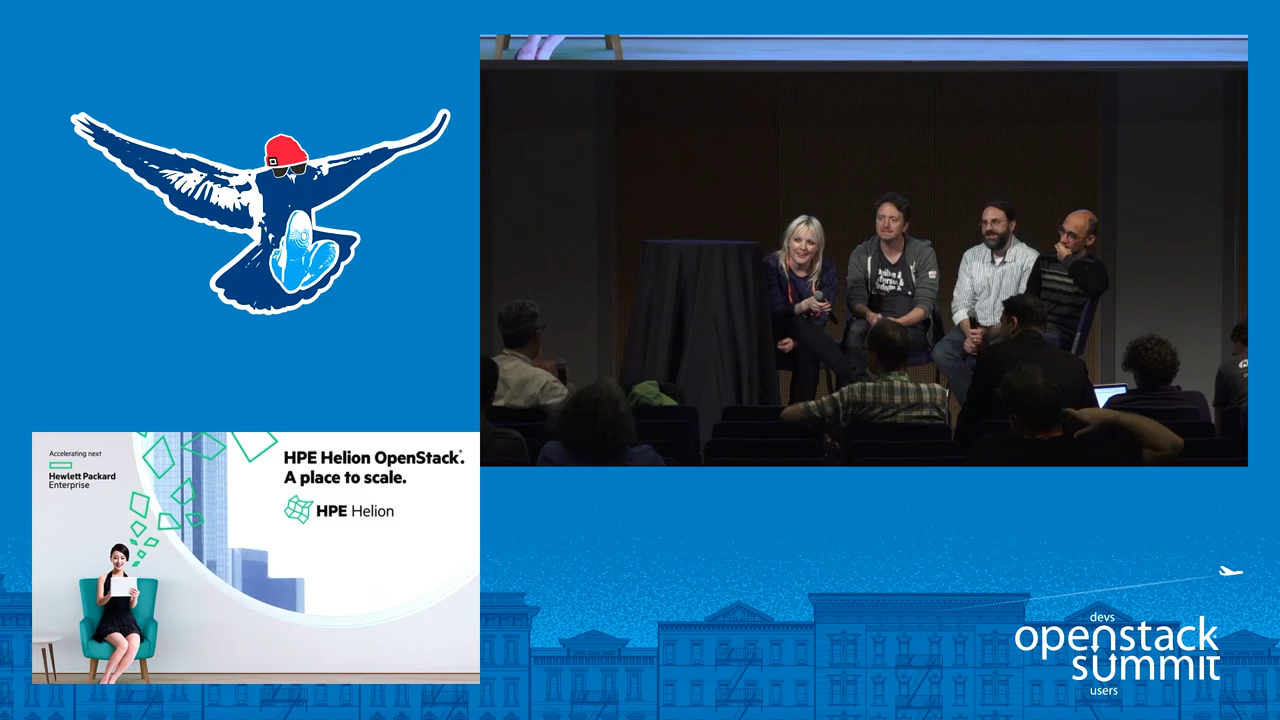 Accelerating next
Hewlett Packard
Enterprise
HPE Helion OpenStack®.
A place to scale.
HPE Helion
devs
openstack
summit
users